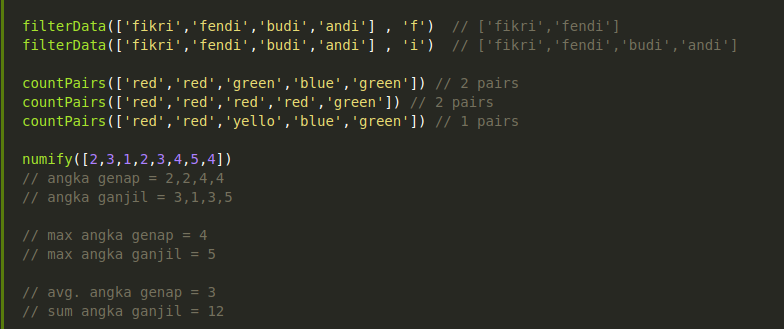 filterData(['fikri','fendi','budi','andi'] , 'f')  // ['fikri','fendi']
filterData(['fikri','fendi','budi','andi'] , 'i')  // ['fikri','fendi','budi','andi']
countPairs(['red','red','green','blue','green']) // 2 pairs
countPairs(['red','red','red','red','green']) // 2 pairs
countPairs(['red','red','yello','blue','green']) // 1 pairs
numify([2,3,1,2,3,4,5,4])
// angka genap = 2,2,4,4
// angka ganjil = 3,1,3,5
// max angka genap = 4
// max angka ganjil = 5
// avg. angka genap = 3
// sum angka ganjil = 12